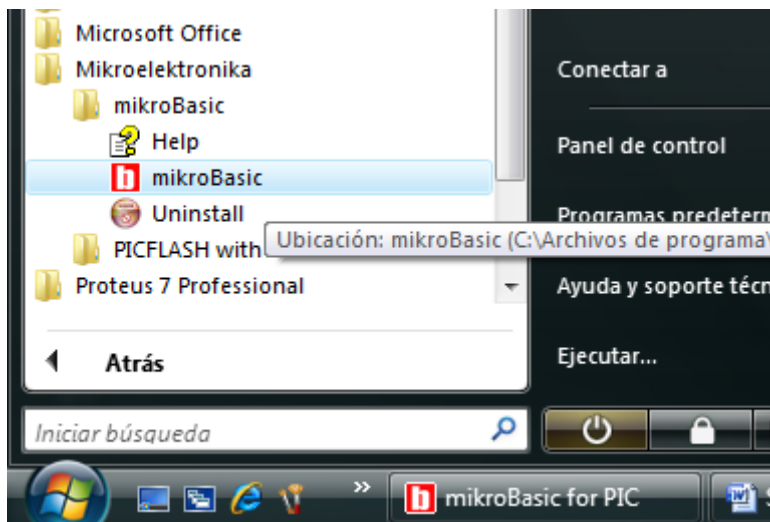 Microsoft Office
Mikroelektronika
mikroBasic
Help
mikroBasic
Uninstall
PICFLASH with
Proteus 7 Professional
Atrás
Iniciar búsqueda
Conectar a
Panel de control
Programas predeterm
Ubicación: mikroBasic (C:\Archivos de programa\
Ayuda y soporte técn
Ejecutar...
mikroBasic for PIC